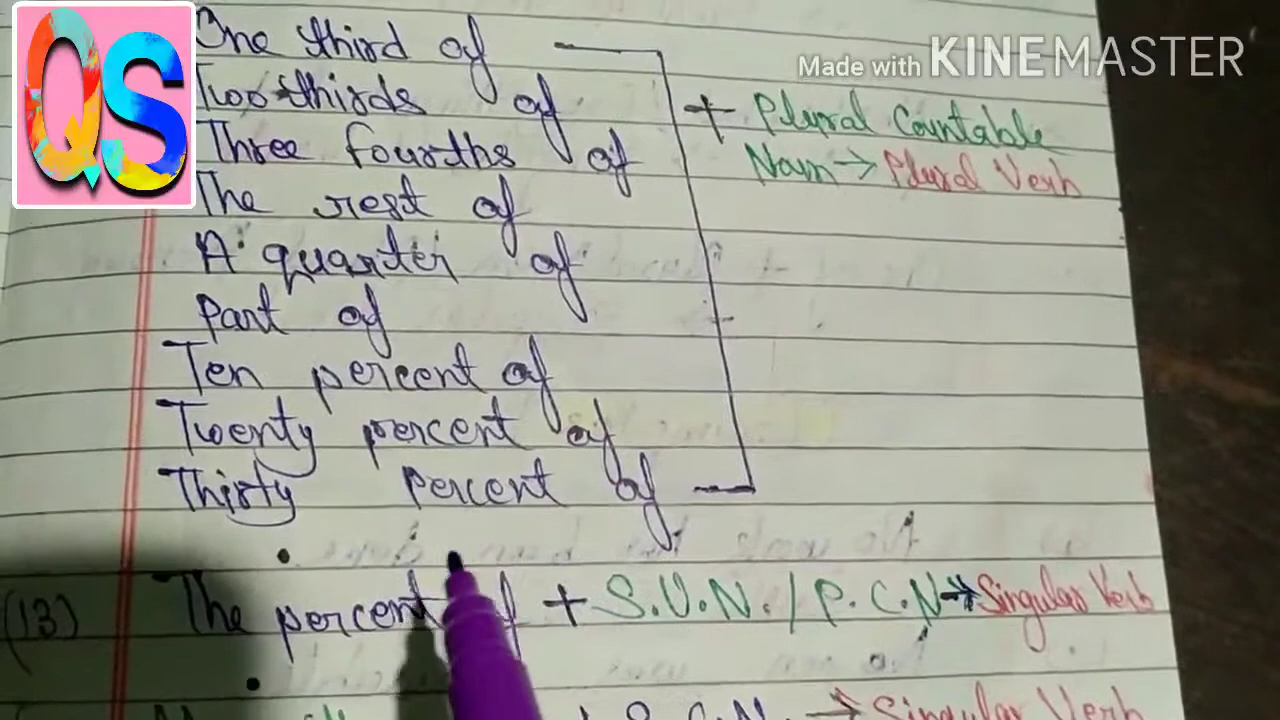 QS
Made with KINEMASTER
One third of
Two thirds of
+ Plural Countable
Three fourths of
Noun → Plural Verb
The rest of
A quarter of
Part of
Ten percent of
Twenty percent of
Thirty percent of
(13) The percent of + S.U.N. / P.C.N → Singular Verb
+ P.C.N. → Singular Verb